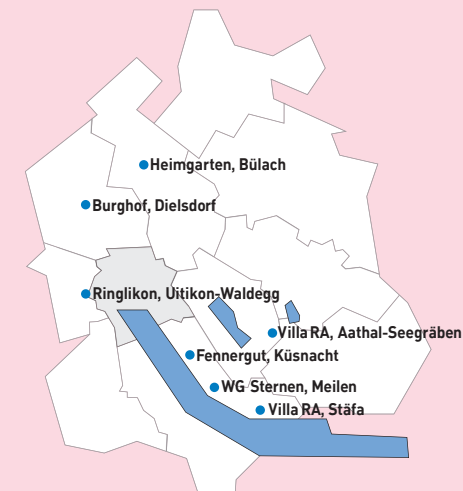 Heimgarten, Bülach
Burghof, Dielsdorf
Ringlikon, Uitikon-Waldegg
Villa RA, Aathal-Seegräben
Fennergut, Küsnacht
WG Sternen, Meilen
Villa RA, Stäfa